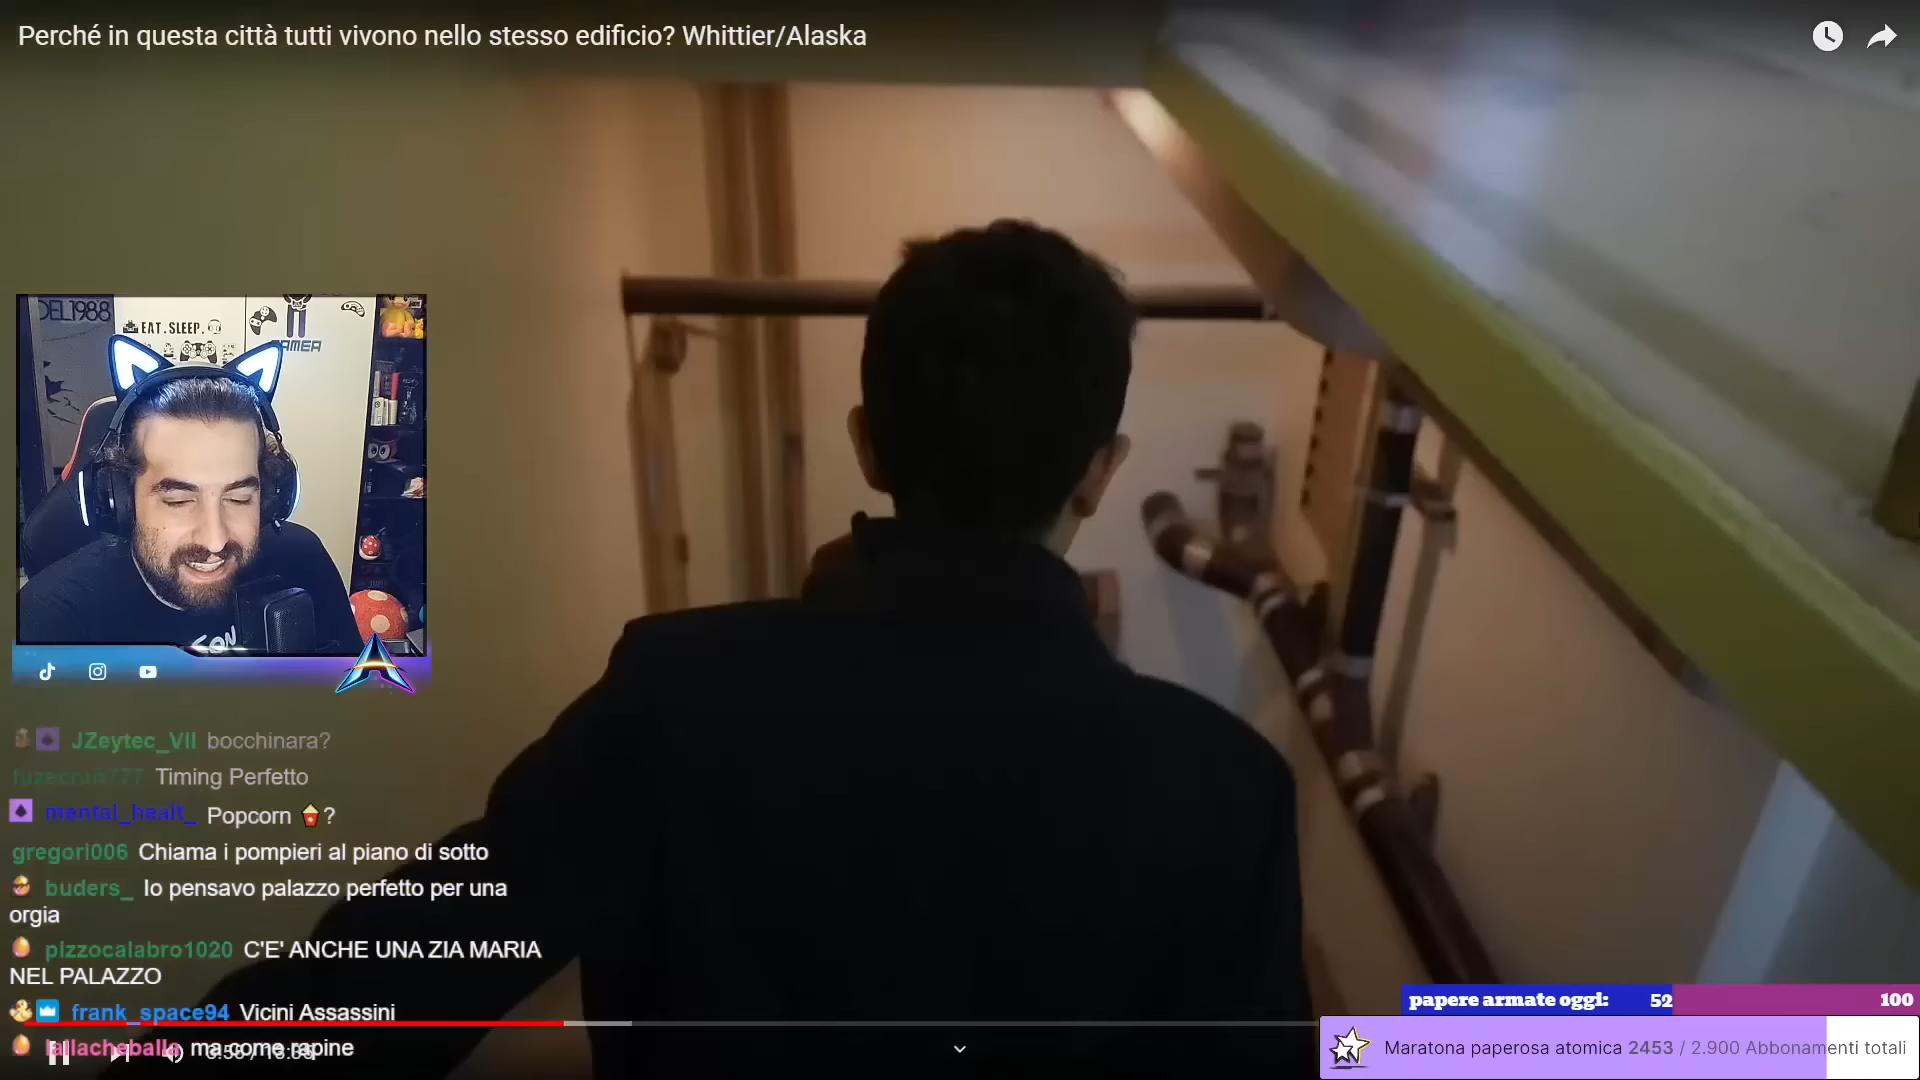 Perché in questa città tutti vivono nello stesso edificio? Whittier/Alaska
DEL1988
EAT.SLEEP.
GAMER
JZeytec_VII bocchinara?
Timing Perfetto
mental_healt_ Popcorn ?
gregori006 Chiama i pompieri al piano di sotto
buders_ Io pensavo palazzo perfetto per una
orgia
pizzocalabro1020 C'E' ANCHE UNA ZIA MARIA
NEL PALAZZO
frank_space94 Vicini Assassini
lallacheballa ma come rapine
papere armate oggi: 52 100
Maratona paperosa atomica 2453 / 2.900 Abbonamenti totali